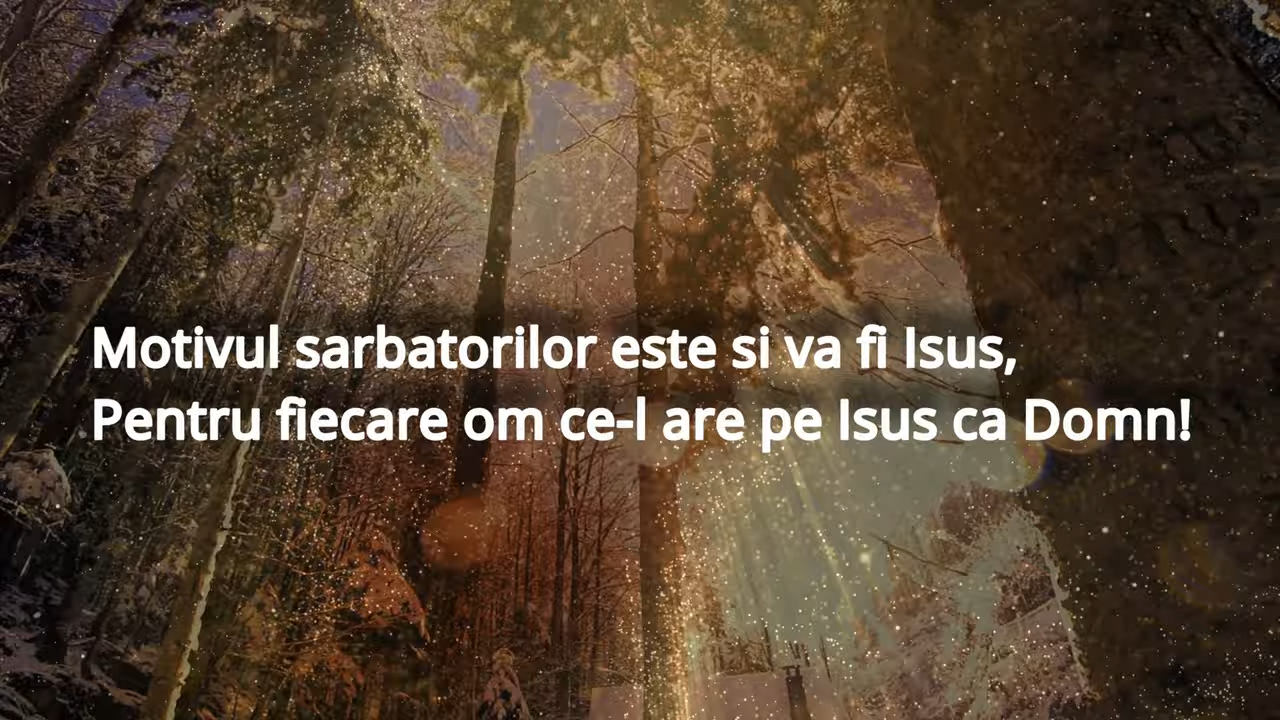 Motivul sarbatorilor este si va fi Isus,
Pentru fiecare om ce-l are pe Isus ca Domn!